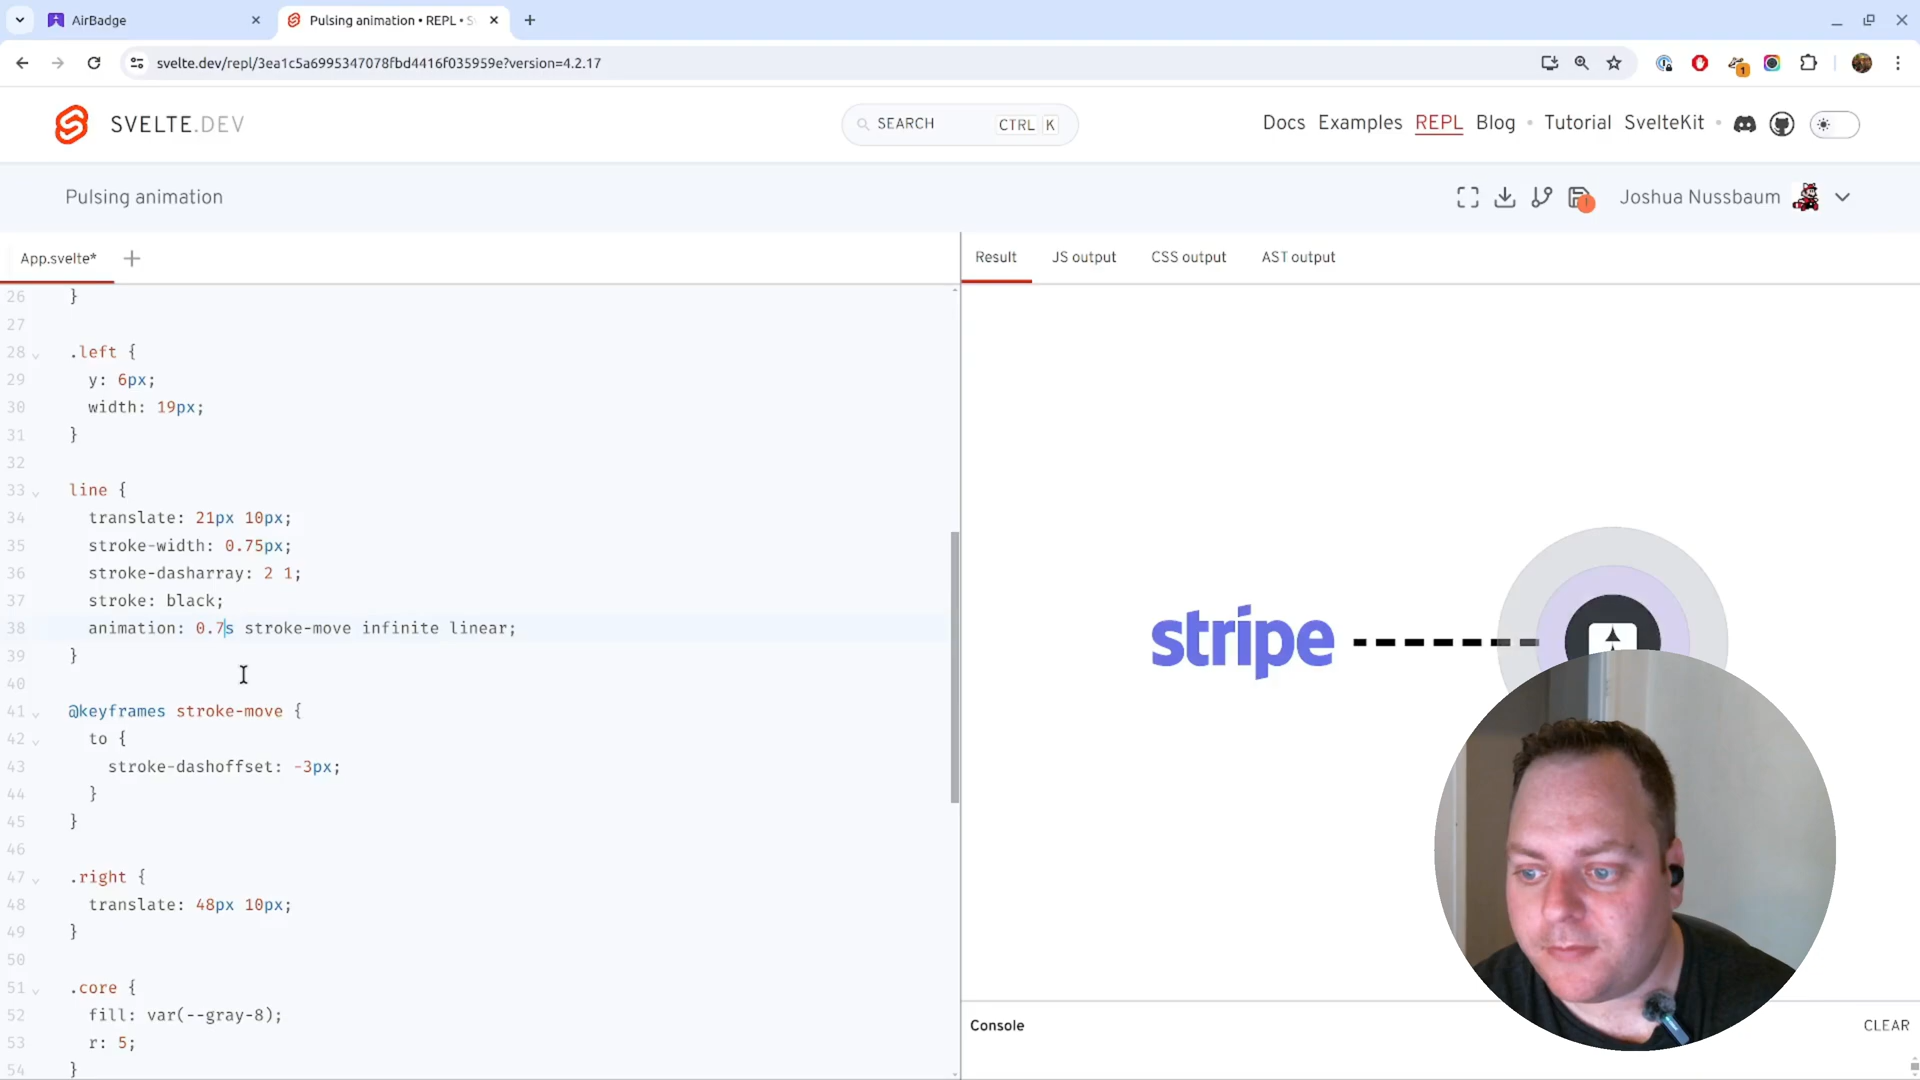 AirBadge
Pulsing animation • REPL • S
svelte.dev/repl/3ea1c5a6995347078fbd4416f035959e?version=4.2.17
1
SVELTE.DEV
SEARCH CTRL K
Docs Examples REPL Blog • Tutorial SvelteKit •
Pulsing animation
Joshua Nussbaum
App.svelte* +
Result JS output CSS output AST output
26 }
27
28 .left {
29 y: 6px;
30 width: 19px;
31 }
32
33 line {
34 translate: 21px 10px;
35 stroke-width: 0.75px;
36 stroke-dasharray: 2 1;
37 stroke: black;
38 animation: 0.7s stroke-move infinite linear;
39 }
40
41 @keyframes stroke-move {
42 to {
43 stroke-dashoffset: -3px;
44 }
45 }
46
47 .right {
48 translate: 48px 10px;
49 }
50
51 .core {
52 fill: var(--gray-8);
53 r: 5;
54 }
stripe
Console
CLEAR